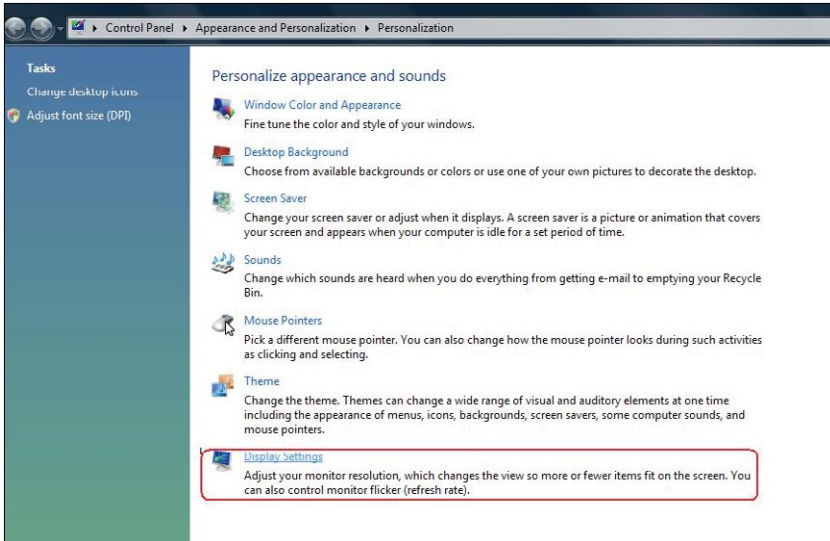 Control Panel ▸ Appearance and Personalization ▸ Personalization
Tasks
Change desktop icons
Adjust font size (DPI)
Personalize appearance and sounds
Window Color and Appearance
Fine tune the color and style of your windows.
Desktop Background
Choose from available backgrounds or colors or use one of your own pictures to decorate the desktop.
Screen Saver
Change your screen saver or adjust when it displays. A screen saver is a picture or animation that covers
your screen and appears when your computer is idle for a set period of time.
Sounds
Change which sounds are heard when you do everything from getting e-mail to emptying your Recycle
Bin.
Mouse Pointers
Pick a different mouse pointer. You can also change how the mouse pointer looks during such activities
as clicking and selecting.
Theme
Change the theme. Themes can change a wide range of visual and auditory elements at one time
including the appearance of menus, icons, backgrounds, screen savers, some computer sounds, and
mouse pointers.
Display Settings
Adjust your monitor resolution, which changes the view so more or fewer items fit on the screen. You
can also control monitor flicker (refresh rate).